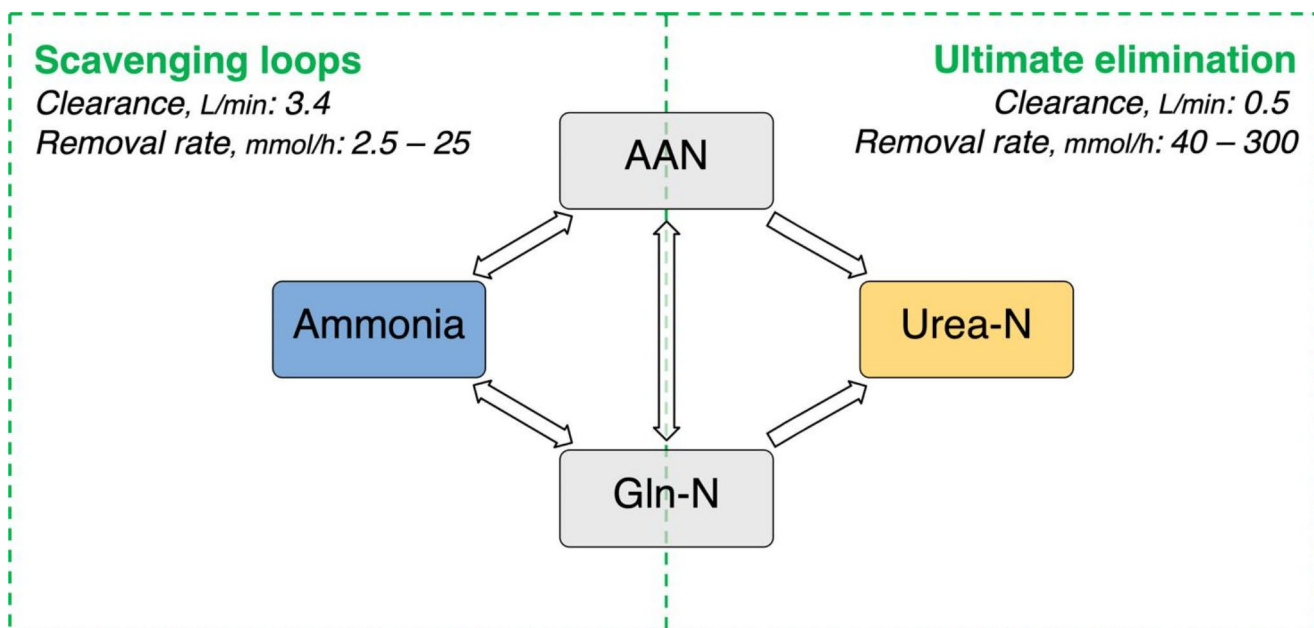 Scavenging loops
Clearance, L/min: 3.4
Removal rate, mmol/h: 2.5 – 25
Ultimate elimination
Clearance, L/min: 0.5
Removal rate, mmol/h: 40 – 300
AAN
Ammonia
Urea-N
Gln-N